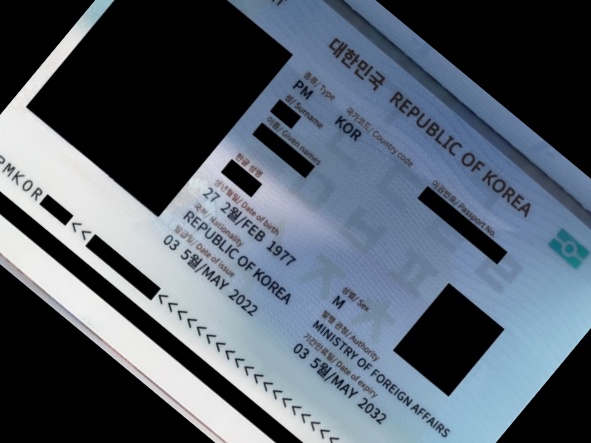 대한민국 REPUBLIC OF KOREA
종류/Type
PM
국가코드/Country code
KOR
여권번호/Passport No.
성/Surname
이름/Given names
한글성명
생년월일/Date of birth
27 2월/FEB 1977
성별/Sex
M
국적/Nationality
REPUBLIC OF KOREA
발행관청/Authority
MINISTRY OF FOREIGN AFFAIRS
발급일/Date of issue
03 5월/MAY 2022
기간만료일/Date of expiry
03 5월/MAY 2032
PMKOR
<<
<<<<<<<<<<<<<<<<<<<<